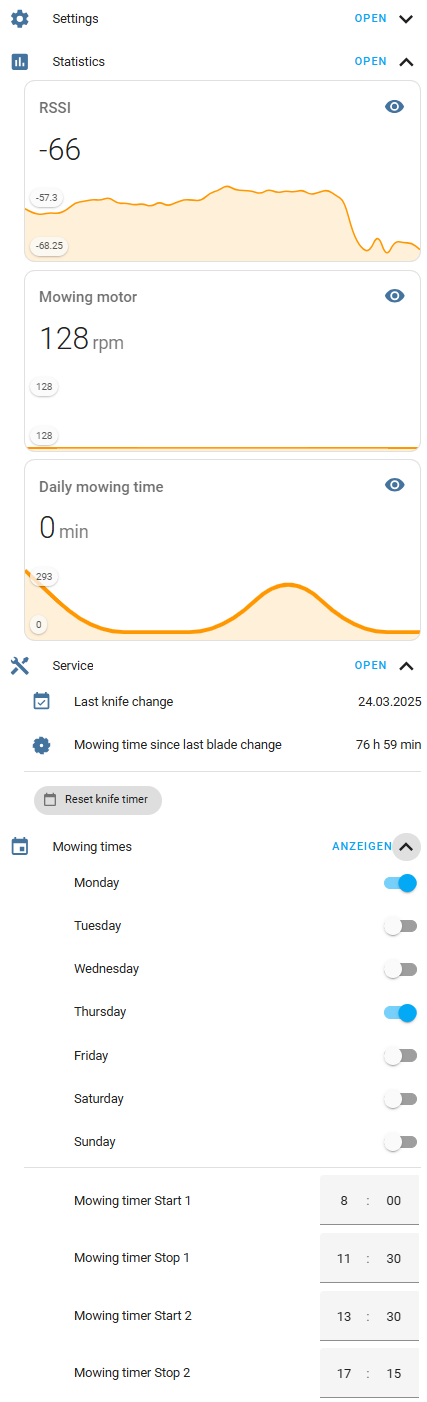 Settings OPEN
Statistics OPEN
RSSI
-66
-57.3
-68.25
Mowing motor
128 rpm
128
128
Daily mowing time
0 min
293
0
Service OPEN
Last knife change 24.03.2025
Mowing time since last blade change 76 h 59 min
Reset knife timer
Mowing times ANZEIGEN
Monday
Tuesday
Wednesday
Thursday
Friday
Saturday
Sunday
Mowing timer Start 1 8 : 00
Mowing timer Stop 1 11 : 30
Mowing timer Start 2 13 : 30
Mowing timer Stop 2 17 : 15